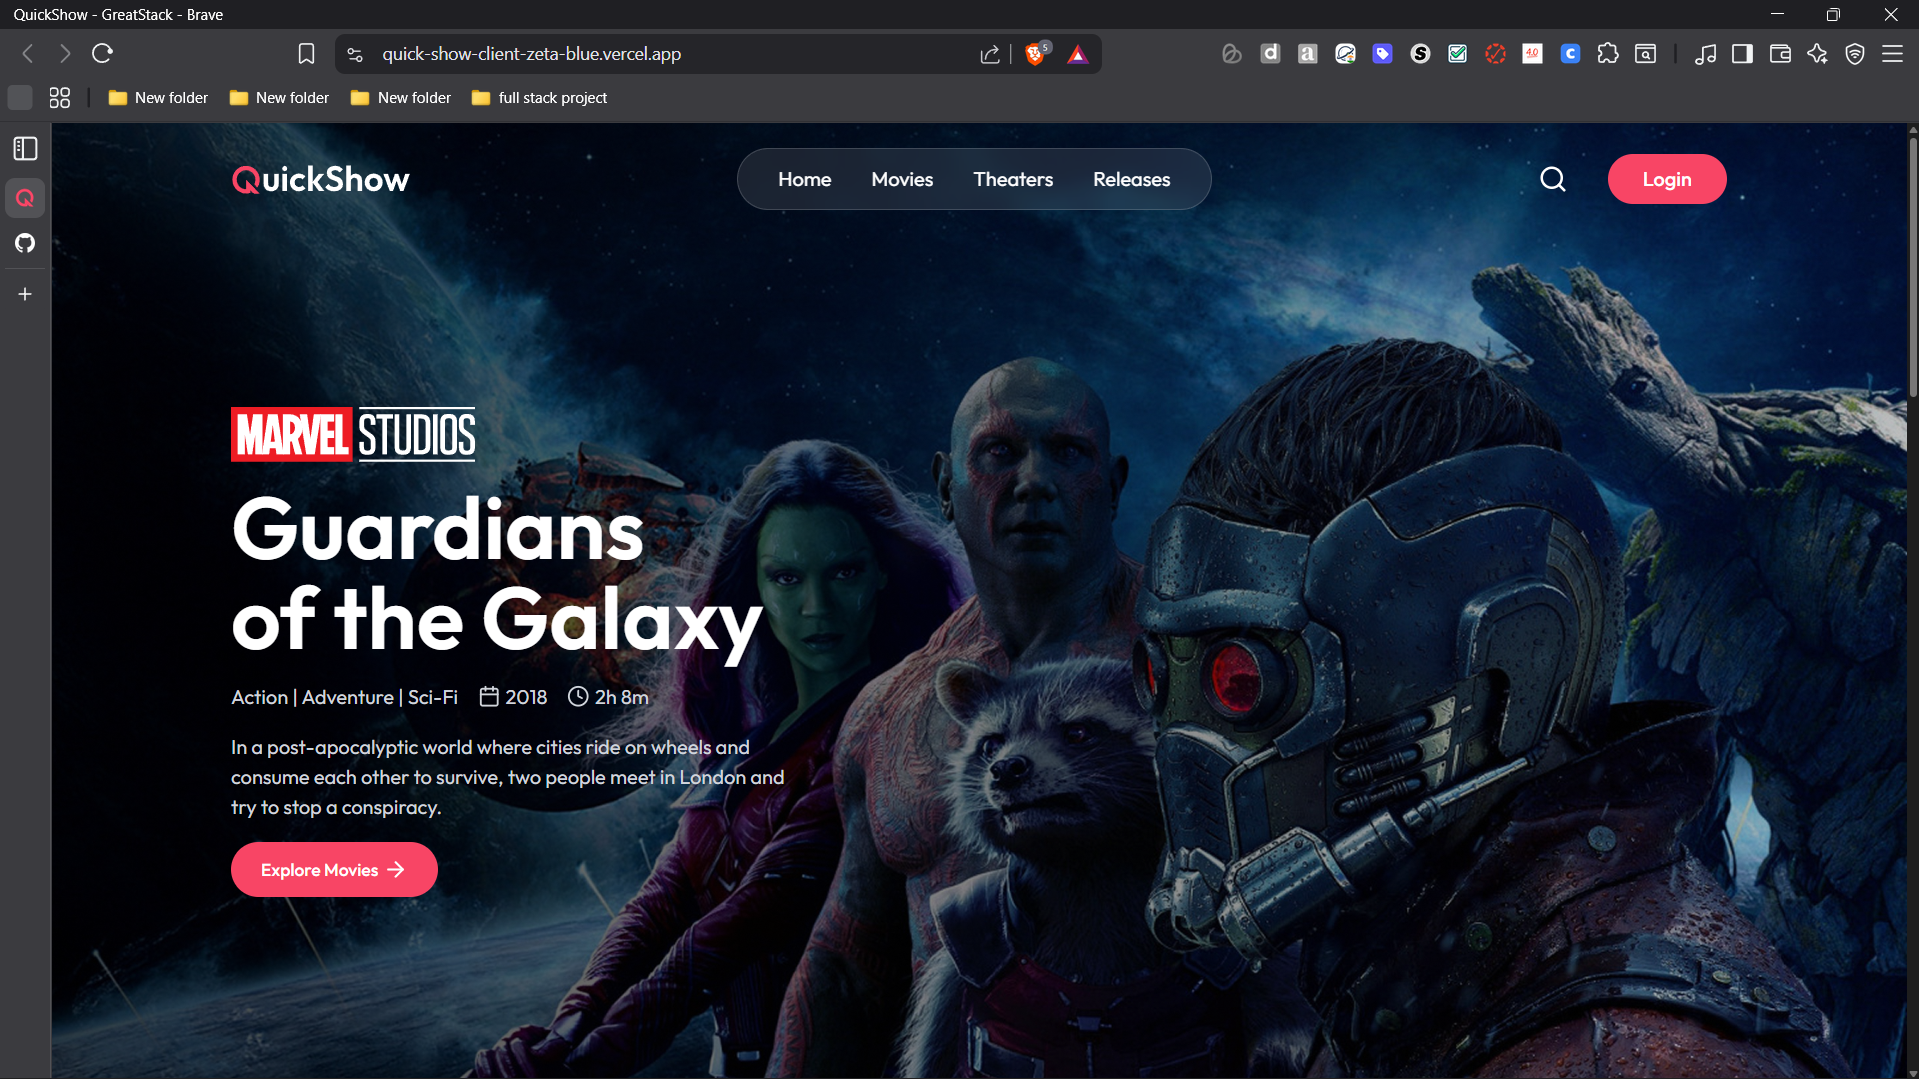 QuickShow - GreatStack - Brave
quick-show-client-zeta-blue.vercel.app
5
d
a
S
4.0
C
New folder
New folder
New folder
full stack project
QuickShow
Home
Movies
Theaters
Releases
Login
MARVEL STUDIOS
Guardians
of the Galaxy
Action | Adventure | Sci-Fi
2018
2h 8m
In a post-apocalyptic world where cities ride on wheels and
consume each other to survive, two people meet in London and
try to stop a conspiracy.
Explore Movies →